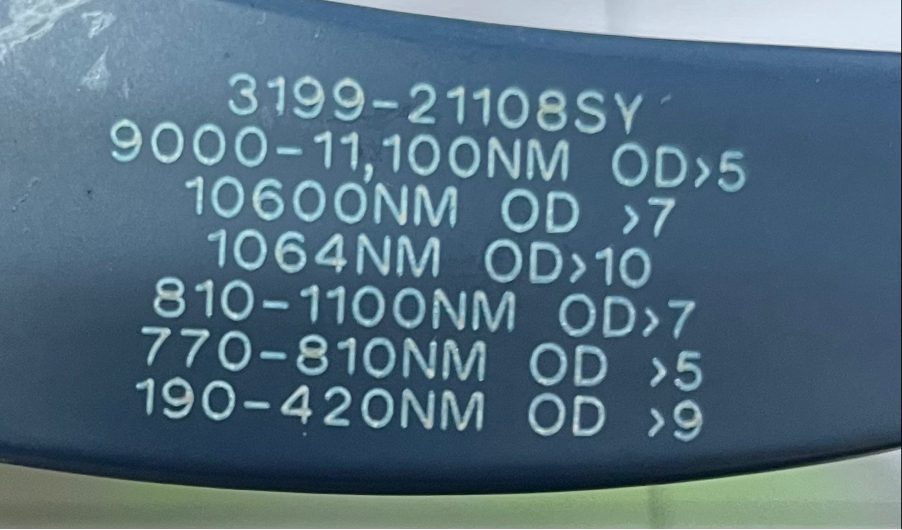 3199-21108SY
9000-11,100NM OD>5
10600NM OD >7
1064NM OD>10
810-1100NM OD>7
770-810NM OD >5
190-420NM OD >9